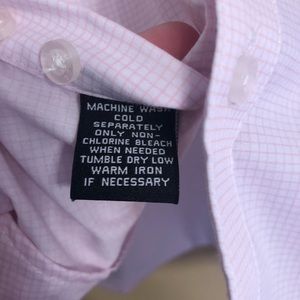 MACHINE WASH
COLD
SEPARATELY
ONLY NON-
CHLORINE BLEACH
WHEN NEEDED
TUMBLE DRY LOW
WARM IRON
IF NECESSARY